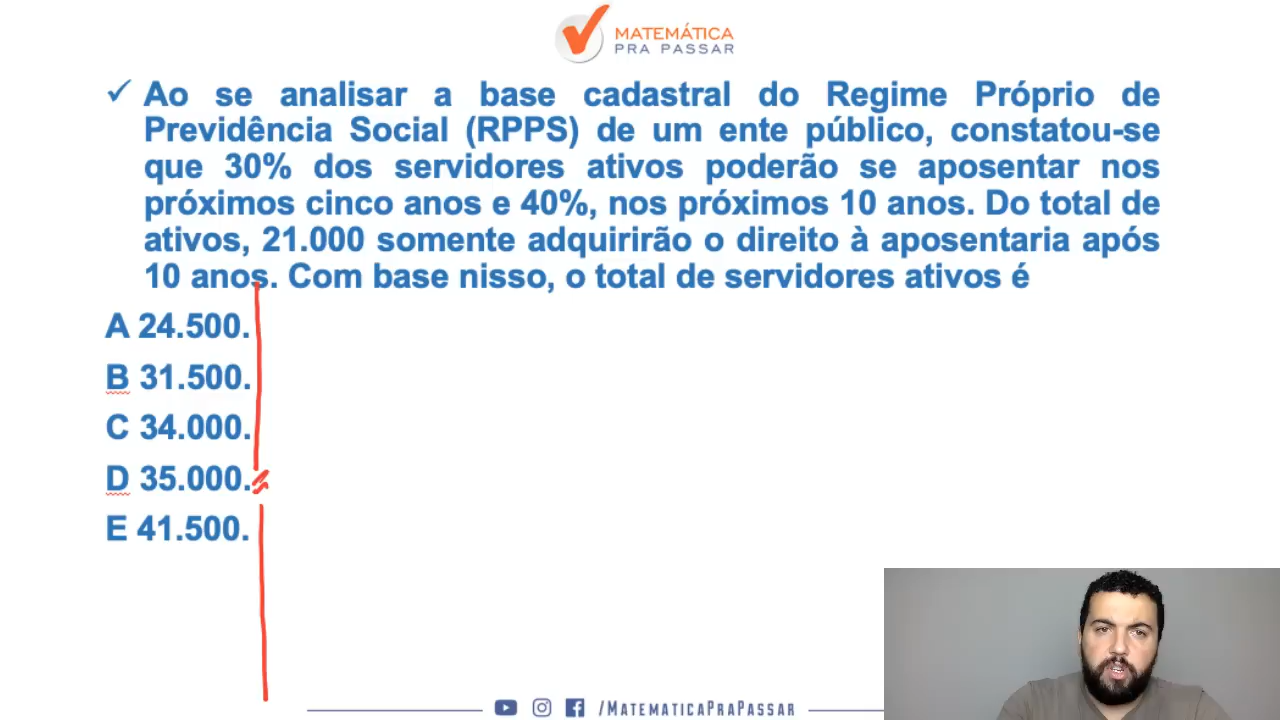 MATEMÁTICA
PRA PASSAR
✓ Ao se analisar a base cadastral do Regime Próprio de
Previdência Social (RPPS) de um ente público, constatou-se
que 30% dos servidores ativos poderão se aposentar nos
próximos cinco anos e 40%, nos próximos 10 anos. Do total de
ativos, 21.000 somente adquirirão o direito à aposentaria após
10 anos. Com base nisso, o total de servidores ativos é
A 24.500.
B 31.500.
C 34.000.
D 35.000.
E 41.500.
/MATEMATICAPRAPASSAR